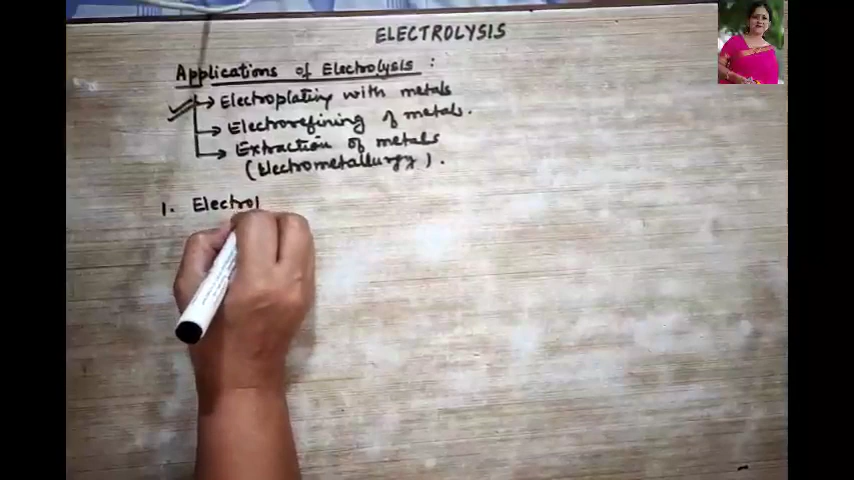 ELECTROLYSIS
Applications of Electrolysis :
→ Electroplating with metals
→ Electrorefining of metals.
→ Extraction of metals
(Electrometallurgy).
1. Electrol